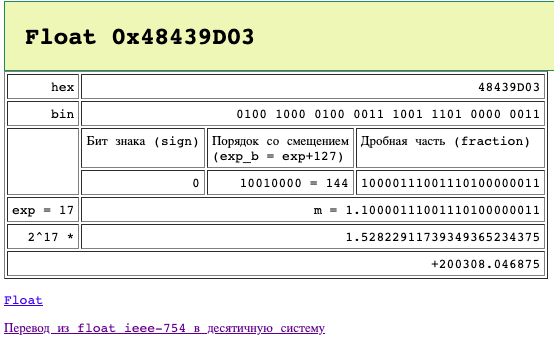 Float 0x48439D03
hex 48439D03
bin 0100 1000 0100 0011 1001 1101 0000 0011
Бит знака (sign) Порядок со смещением (exp_b = exp+127) Дробная часть (fraction)
0 10010000 = 144 10000111001110100000011
exp = 17 m = 1.10000111001110100000011
2^17 * 1.52822911739349365234375
+200308.046875
Float
Перевод из float ieee-754 в десятичную систему